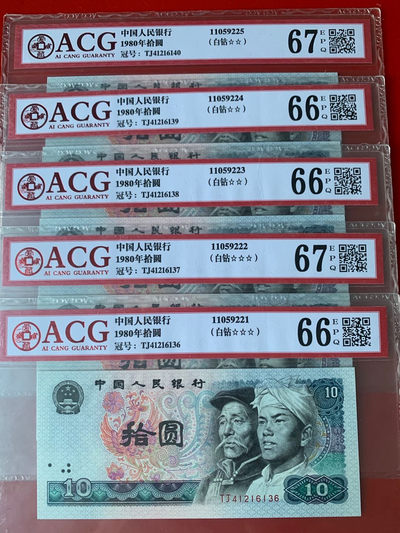 ACG
AI CANG GUARANTY
中国人民银行
1980年拾圆
冠号: TJ41216140
11059225
(白钻☆☆)
67 EPQ
ACG
AI CANG GUARANTY
中国人民银行
1980年拾圆
冠号: TJ41216139
11059224
(白钻☆☆)
66 EPQ
ACG
AI CANG GUARANTY
中国人民银行
1980年拾圆
冠号: TJ41216138
11059223
(白钻☆☆)
66 EPQ
ACG
AI CANG GUARANTY
中国人民银行
1980年拾圆
冠号: TJ41216137
11059222
(白钻☆☆☆)
67 EPQ
ACG
AI CANG GUARANTY
中国人民银行
1980年拾圆
冠号: TJ41216136
11059221
(白钻☆☆☆)
66 EPQ
中国人民银行
10
拾圆
TJ41216136
10
10